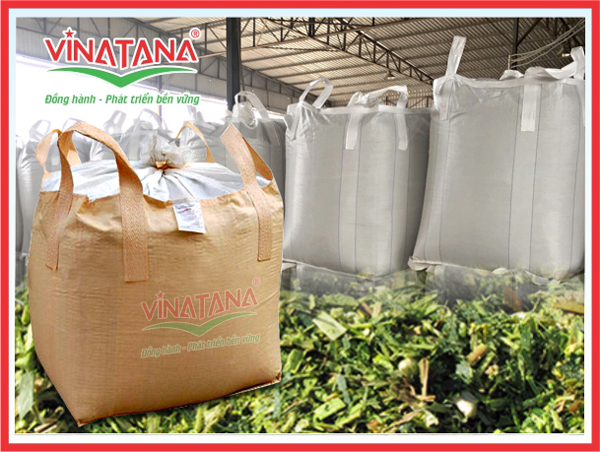 VINATANA®
Đồng hành - Phát triển bền vững
VINATANA®
Đồng hành - Phát triển bền vững